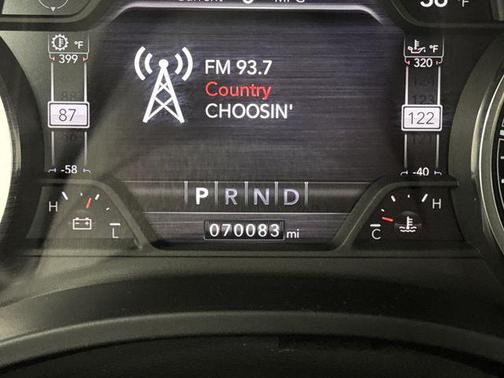 °F °F
399 320
FM 93.7
Country
CHOOSIN'
87 122
-58 -40
P R N D
H L 070083 mi C H